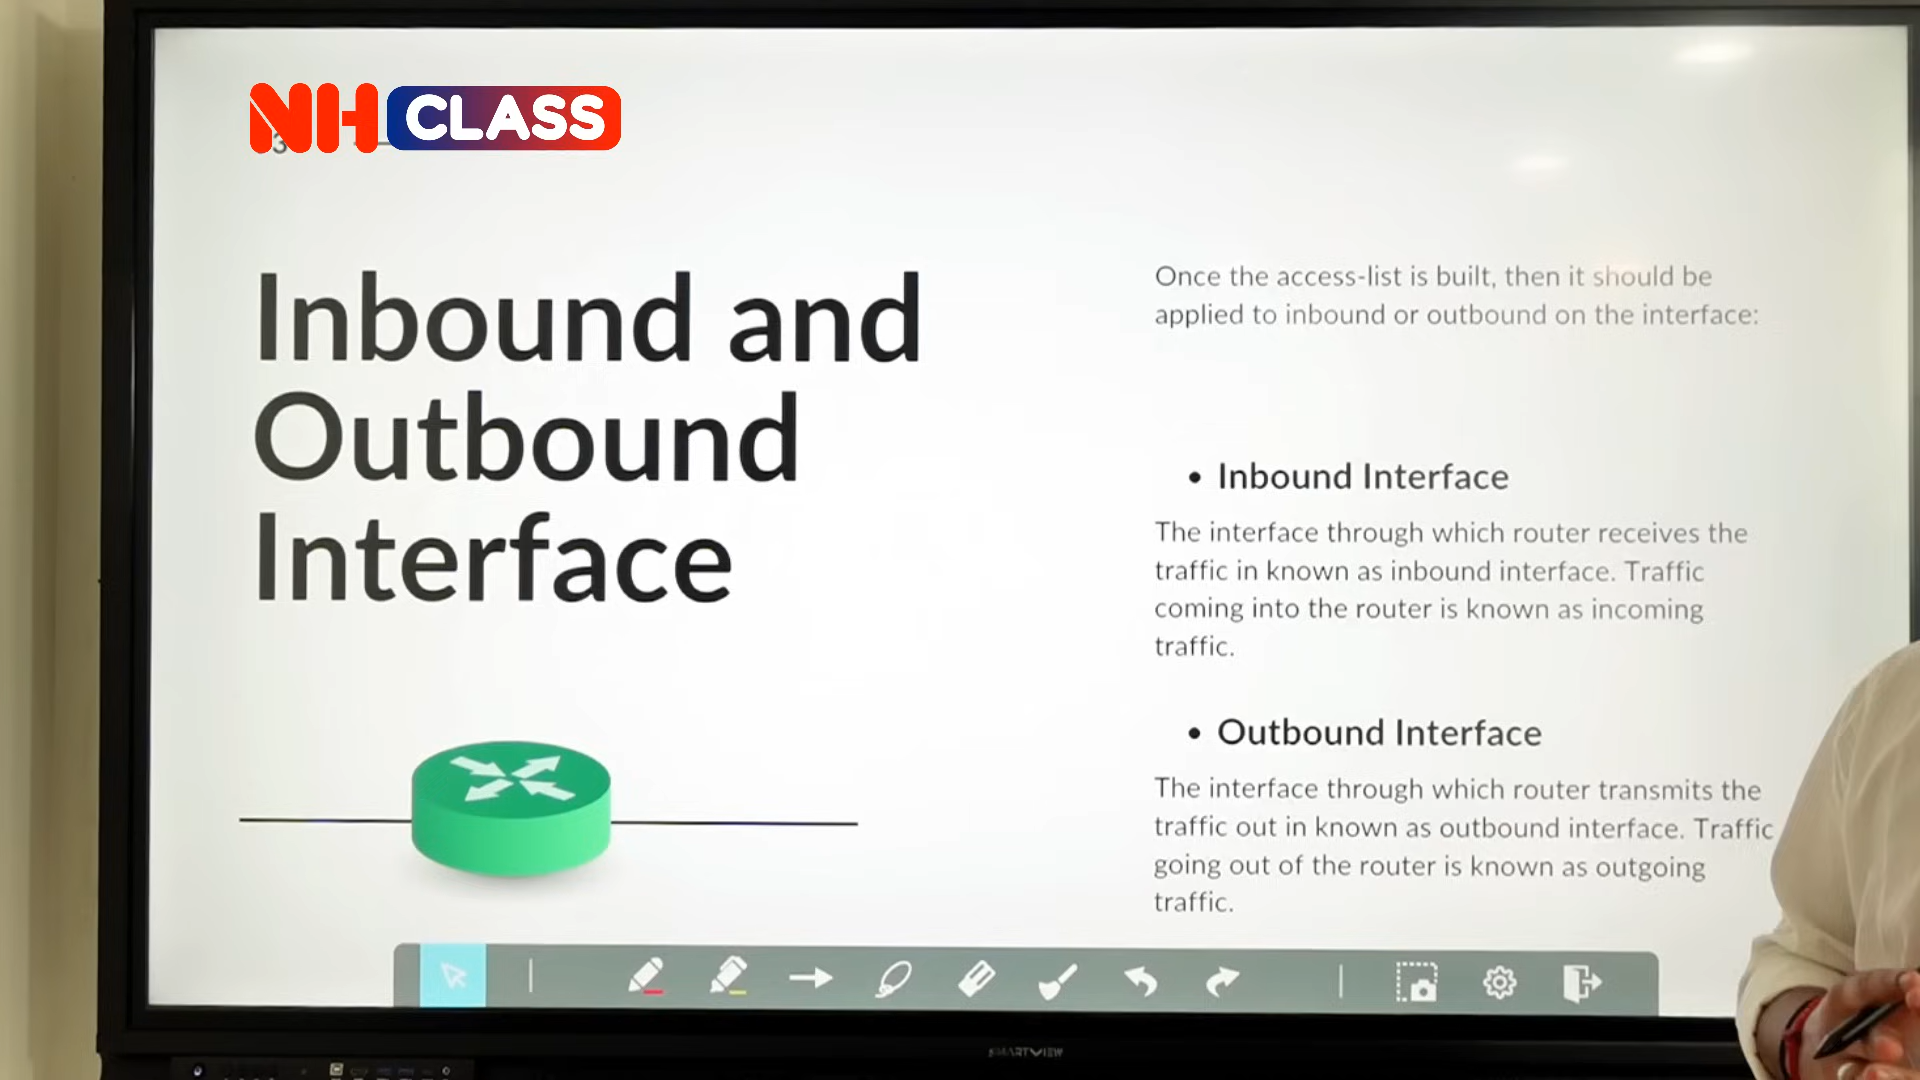 NH CLASS
3
Inbound and
Outbound
Interface
Once the access-list is built, then it should be
applied to inbound or outbound on the interface:
• Inbound Interface
The interface through which router receives the
traffic in known as inbound interface. Traffic
coming into the router is known as incoming
traffic.
• Outbound Interface
The interface through which router transmits the
traffic out in known as outbound interface. Traffic
going out of the router is known as outgoing
traffic.
SMARTVIEW